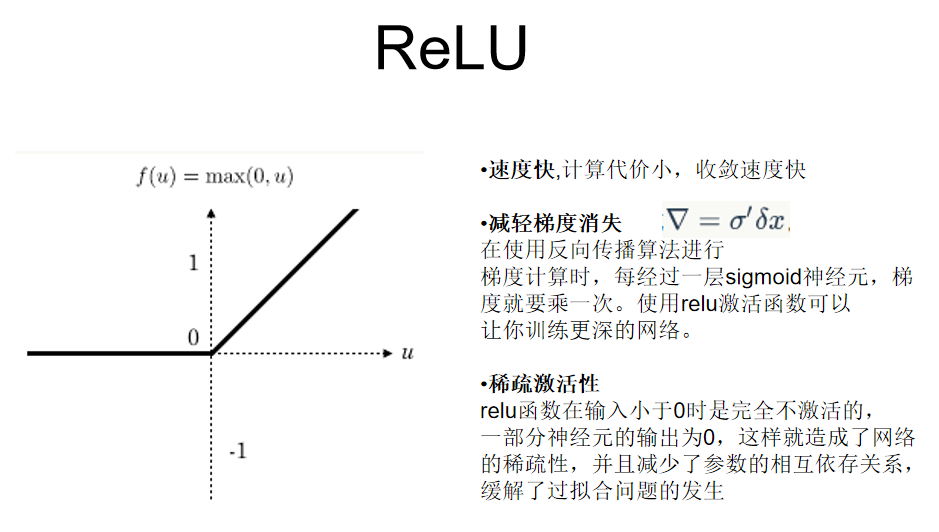 ReLU
f(u) = max(0, u)
1
0
u
-1
•速度快,计算代价小，收敛速度快
•减轻梯度消失 ∇ = σ′δx
在使用反向传播算法进行
梯度计算时，每经过一层sigmoid神经元，梯
度就要乘一次。使用relu激活函数可以
让你训练更深的网络。
•稀疏激活性
relu函数在输入小于0时是完全不激活的，
一部分神经元的输出为0，这样就造成了网络
的稀疏性，并且减少了参数的相互依存关系，
缓解了过拟合问题的发生